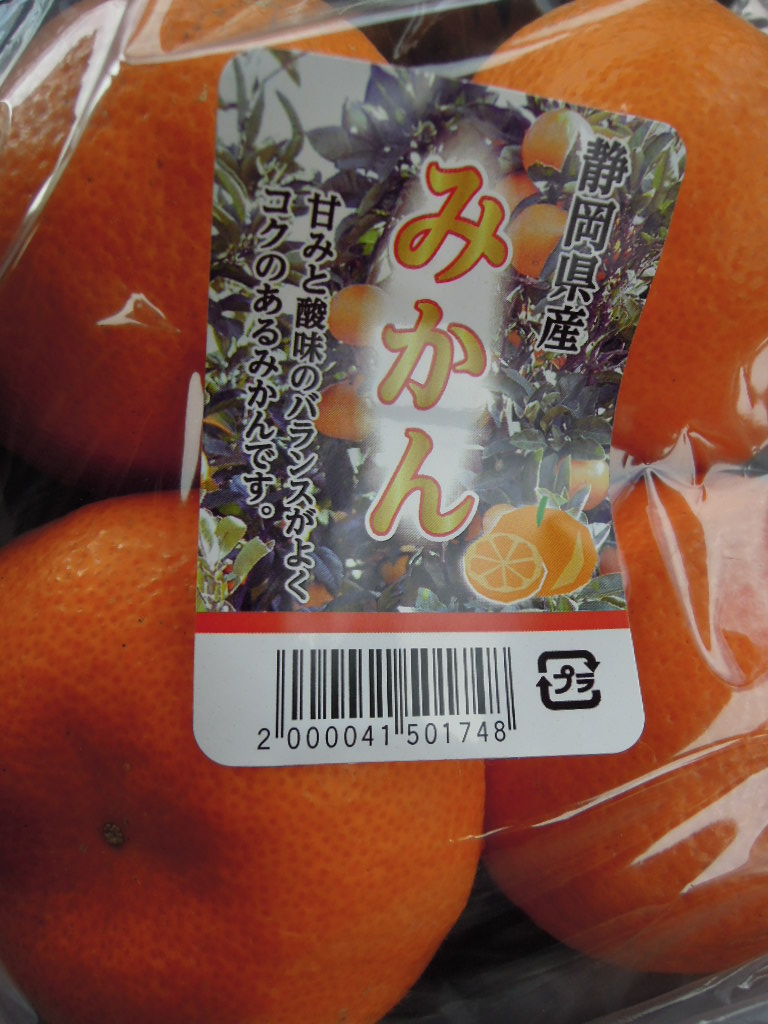 静岡県産
みかん
甘みと酸味のバランスがよく
コクのあるみかんです。
プラ
2 000041 501748